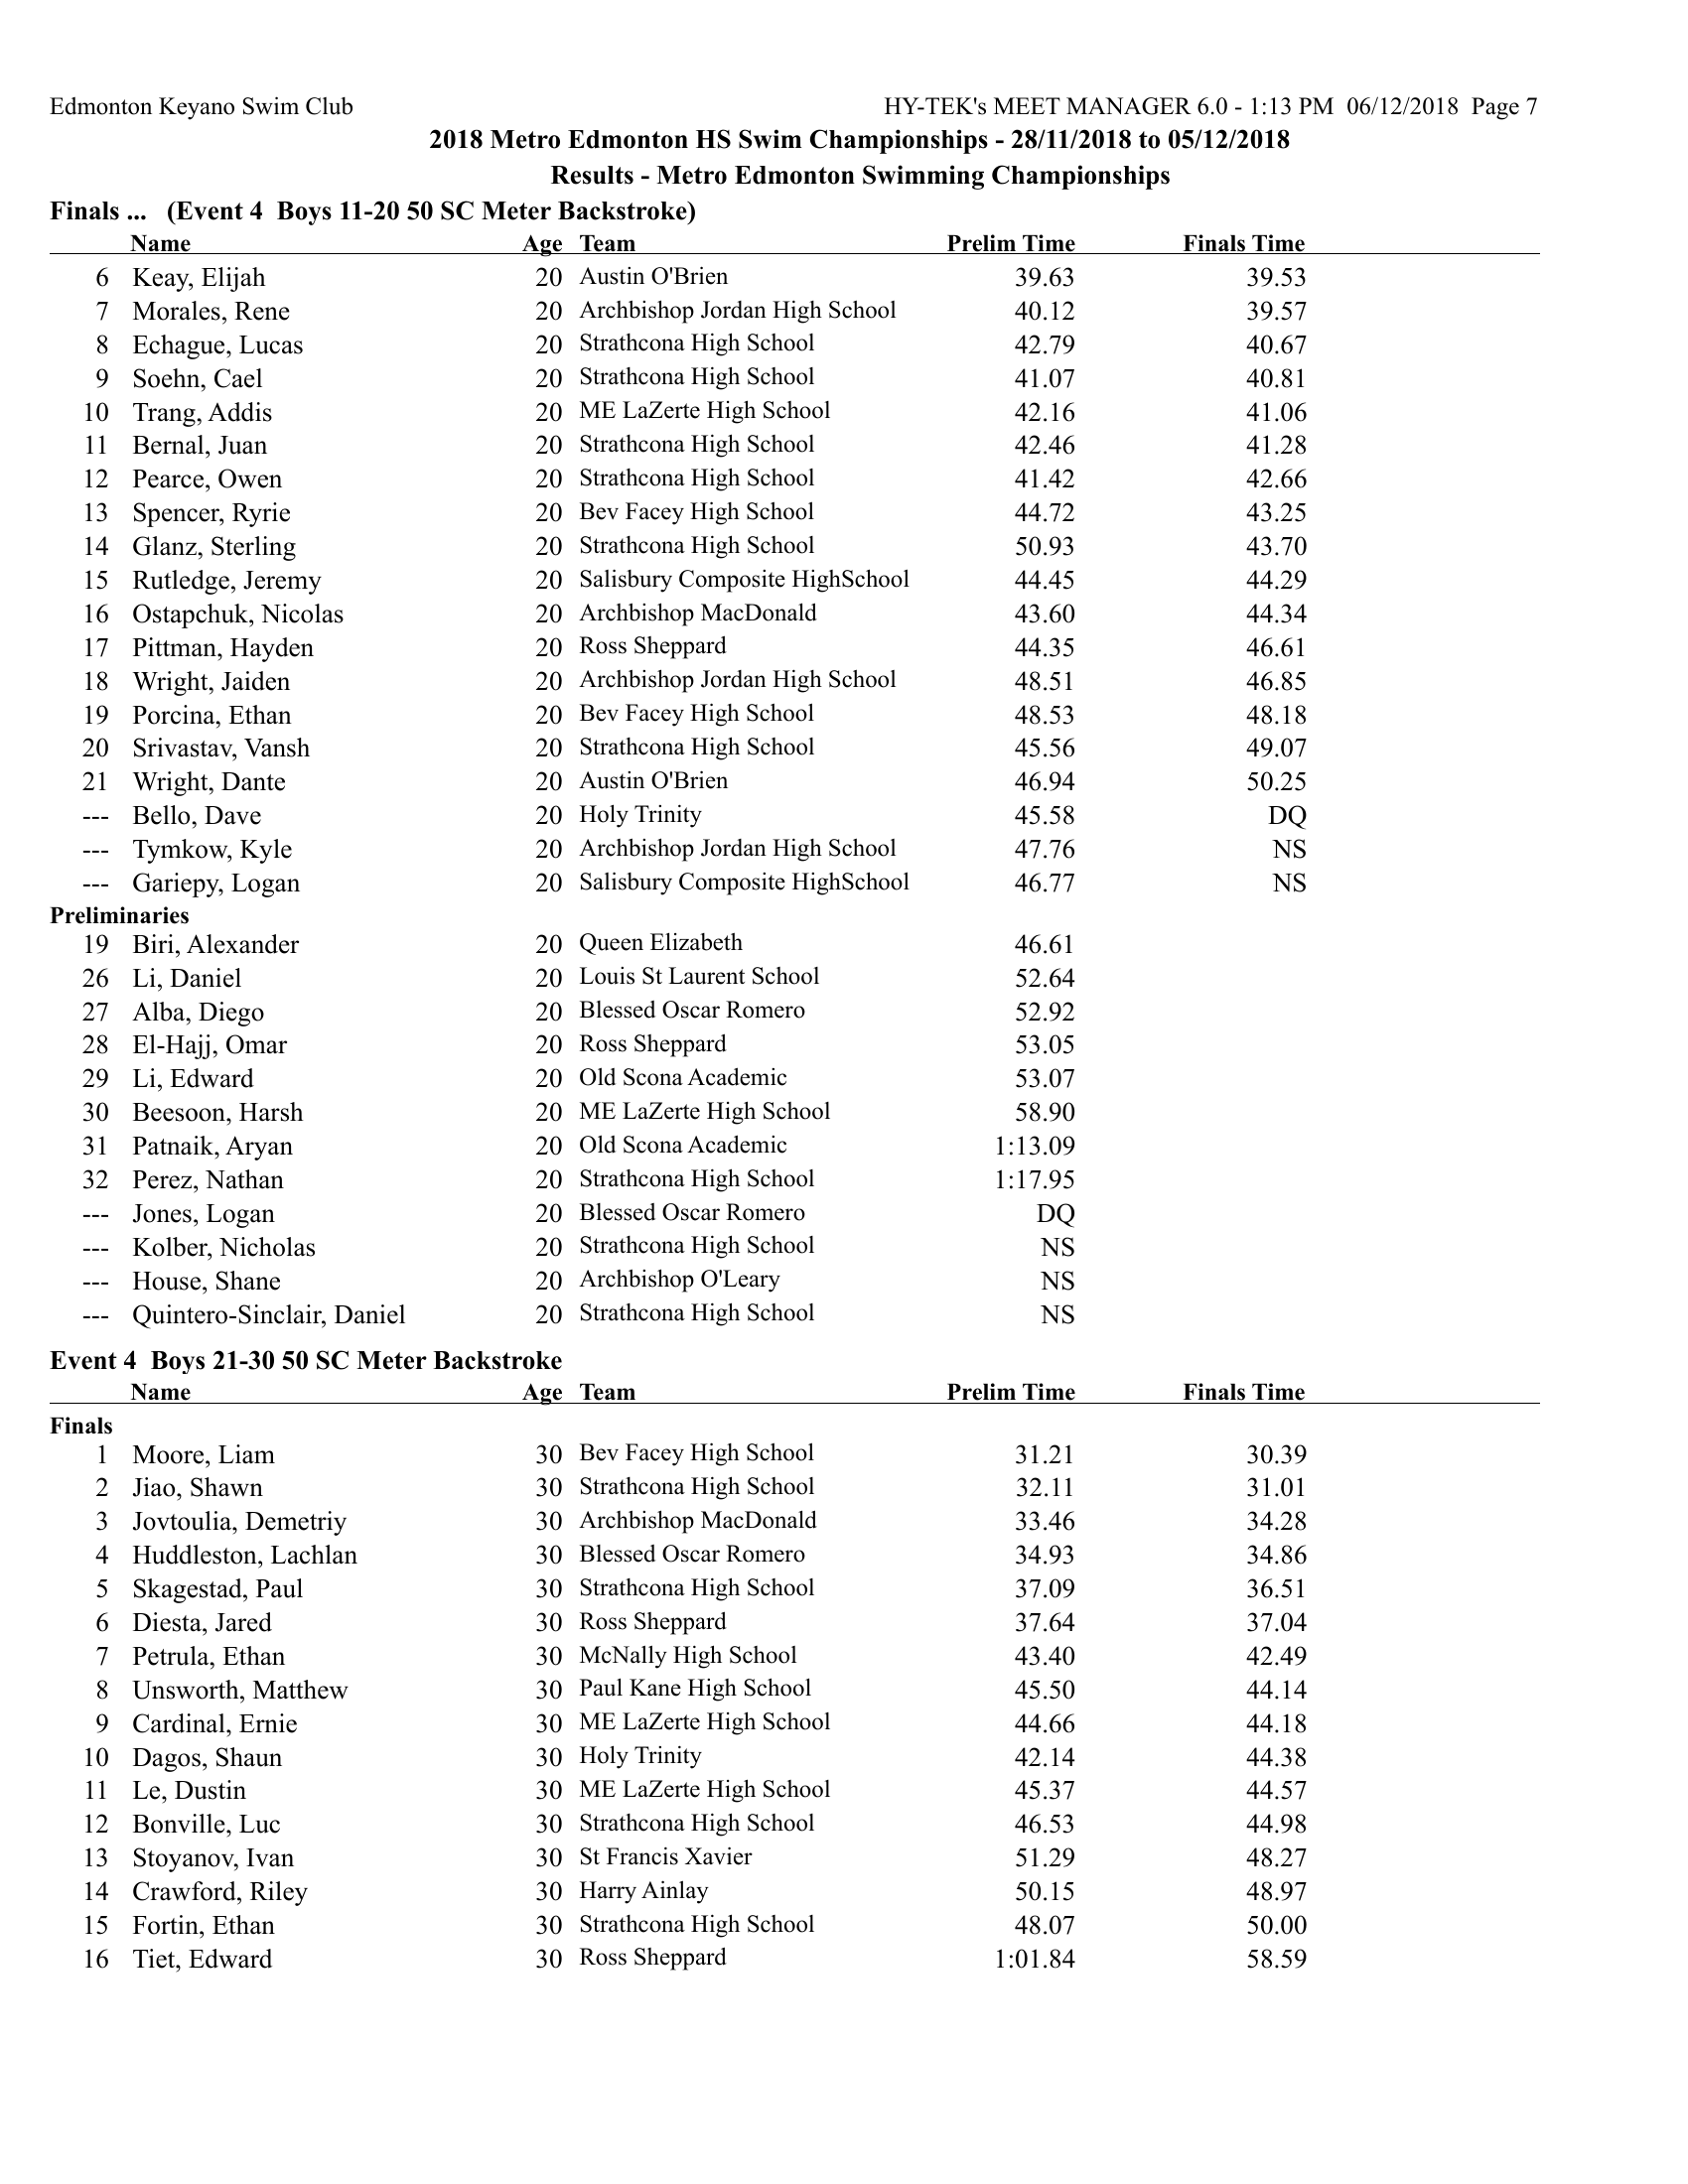 Edmonton Keyano Swim Club HY-TEK's MEET MANAGER 6.0 - 1:13 PM 06/12/2018 Page 7
2018 Metro Edmonton HS Swim Championships - 28/11/2018 to 05/12/2018
Results - Metro Edmonton Swimming Championships
Finals ... (Event 4 Boys 11-20 50 SC Meter Backstroke)
Name Age Team Prelim Time Finals Time
6 Keay, Elijah 20 Austin O'Brien 39.63 39.53
7 Morales, Rene 20 Archbishop Jordan High School 40.12 39.57
8 Echague, Lucas 20 Strathcona High School 42.79 40.67
9 Soehn, Cael 20 Strathcona High School 41.07 40.81
10 Trang, Addis 20 ME LaZerte High School 42.16 41.06
11 Bernal, Juan 20 Strathcona High School 42.46 41.28
12 Pearce, Owen 20 Strathcona High School 41.42 42.66
13 Spencer, Ryrie 20 Bev Facey High School 44.72 43.25
14 Glanz, Sterling 20 Strathcona High School 50.93 43.70
15 Rutledge, Jeremy 20 Salisbury Composite HighSchool 44.45 44.29
16 Ostapchuk, Nicolas 20 Archbishop MacDonald 43.60 44.34
17 Pittman, Hayden 20 Ross Sheppard 44.35 46.61
18 Wright, Jaiden 20 Archbishop Jordan High School 48.51 46.85
19 Porcina, Ethan 20 Bev Facey High School 48.53 48.18
20 Srivastav, Vansh 20 Strathcona High School 45.56 49.07
21 Wright, Dante 20 Austin O'Brien 46.94 50.25
--- Bello, Dave 20 Holy Trinity 45.58 DQ
--- Tymkow, Kyle 20 Archbishop Jordan High School 47.76 NS
--- Gariepy, Logan 20 Salisbury Composite HighSchool 46.77 NS
Preliminaries
19 Biri, Alexander 20 Queen Elizabeth 46.61
26 Li, Daniel 20 Louis St Laurent School 52.64
27 Alba, Diego 20 Blessed Oscar Romero 52.92
28 El-Hajj, Omar 20 Ross Sheppard 53.05
29 Li, Edward 20 Old Scona Academic 53.07
30 Beesoon, Harsh 20 ME LaZerte High School 58.90
31 Patnaik, Aryan 20 Old Scona Academic 1:13.09
32 Perez, Nathan 20 Strathcona High School 1:17.95
--- Jones, Logan 20 Blessed Oscar Romero DQ
--- Kolber, Nicholas 20 Strathcona High School NS
--- House, Shane 20 Archbishop O'Leary NS
--- Quintero-Sinclair, Daniel 20 Strathcona High School NS
Event 4 Boys 21-30 50 SC Meter Backstroke
Name Age Team Prelim Time Finals Time
Finals
1 Moore, Liam 30 Bev Facey High School 31.21 30.39
2 Jiao, Shawn 30 Strathcona High School 32.11 31.01
3 Jovtoulia, Demetriy 30 Archbishop MacDonald 33.46 34.28
4 Huddleston, Lachlan 30 Blessed Oscar Romero 34.93 34.86
5 Skagestad, Paul 30 Strathcona High School 37.09 36.51
6 Diesta, Jared 30 Ross Sheppard 37.64 37.04
7 Petrula, Ethan 30 McNally High School 43.40 42.49
8 Unsworth, Matthew 30 Paul Kane High School 45.50 44.14
9 Cardinal, Ernie 30 ME LaZerte High School 44.66 44.18
10 Dagos, Shaun 30 Holy Trinity 42.14 44.38
11 Le, Dustin 30 ME LaZerte High School 45.37 44.57
12 Bonville, Luc 30 Strathcona High School 46.53 44.98
13 Stoyanov, Ivan 30 St Francis Xavier 51.29 48.27
14 Crawford, Riley 30 Harry Ainlay 50.15 48.97
15 Fortin, Ethan 30 Strathcona High School 48.07 50.00
16 Tiet, Edward 30 Ross Sheppard 1:01.84 58.59